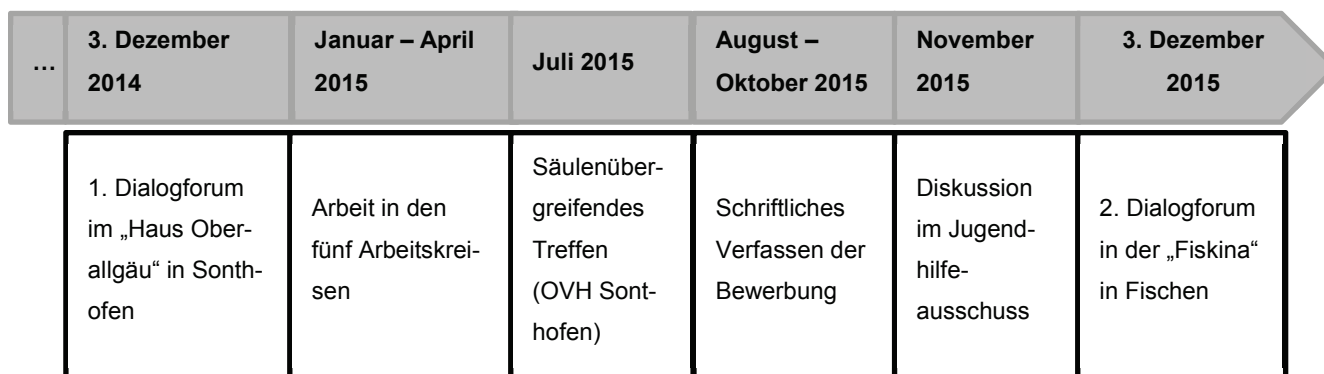 …
3. Dezember
2014
Januar – April
2015
Juli 2015
August –
Oktober 2015
November
2015
3. Dezember
2015
1. Dialogforum
im „Haus Ober-
allgäu“ in Sonth-
ofen
Arbeit in den
fünf Arbeitskrei-
sen
Säulenüber-
greifendes
Treffen
(OVH Sont-
hofen)
Schriftliches
Verfassen der
Bewerbung
Diskussion
im Jugend-
hilfe-
ausschuss
2. Dialogforum
in der „Fiskina“
in Fischen